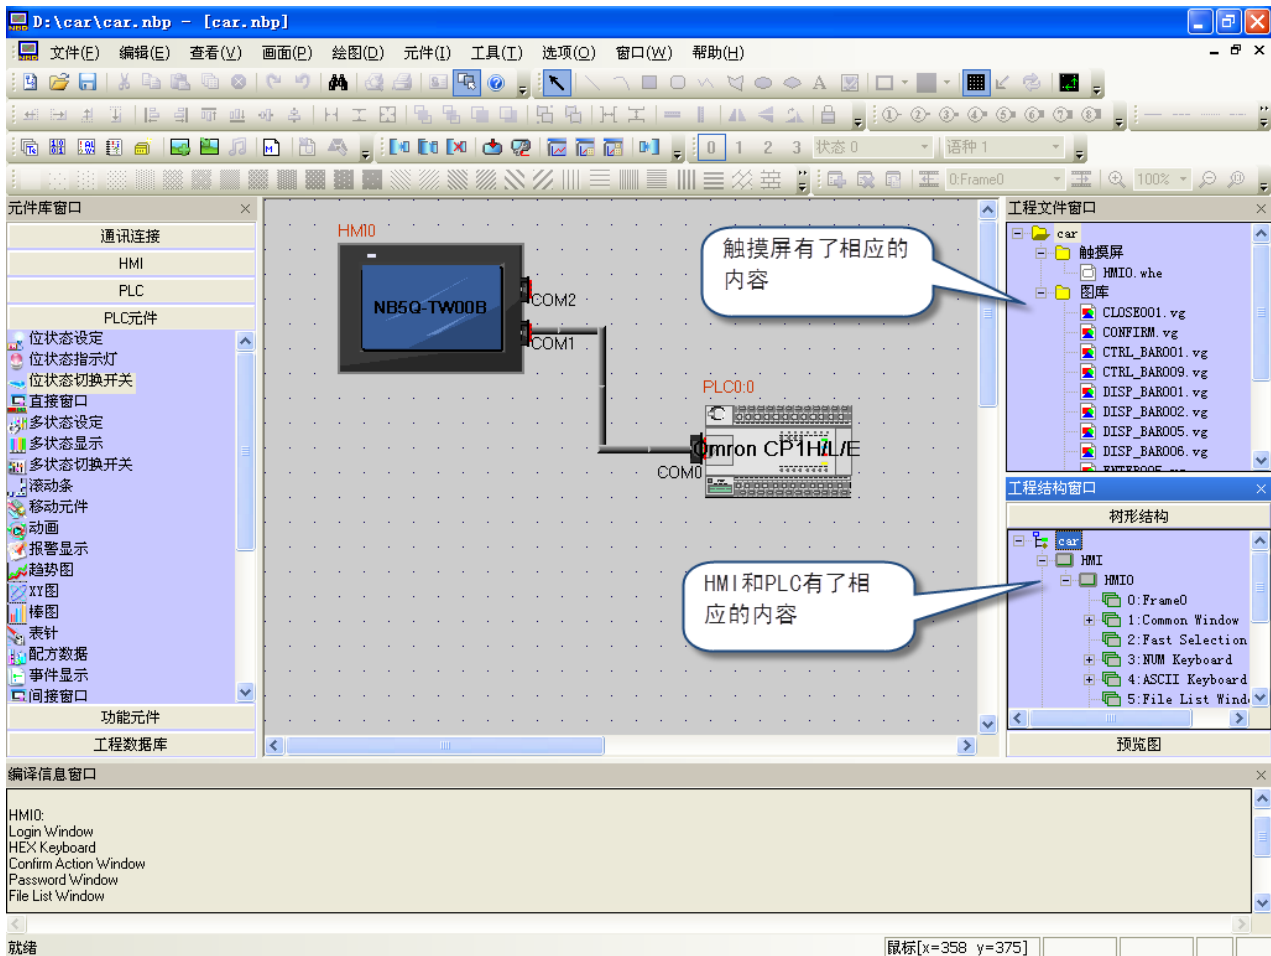 D:\car\car.nbp - [car.nbp]
文件(F) 编辑(E) 查看(V) 画面(P) 绘图(D) 元件(I) 工具(T) 选项(O) 窗口(W) 帮助(H)
0 1 2 3 状态 0 语种 1
0:Frame0 100%
元件库窗口
通讯连接
HMI
PLC
PLC元件
位状态设定
位状态指示灯
位状态切换开关
直接窗口
多状态设定
多状态显示
多状态切换开关
滚动条
移动元件
动画
报警显示
趋势图
XY图
棒图
表针
配方数据
事件显示
间接窗口
功能元件
工程数据库
HMI0
NB5Q-TW00B
COM2
COM1
PLC0:0
Omron CP1H/L/E
COM0
触摸屏有了相应的
内容
HMI和PLC有了相
应的内容
工程文件窗口
car
触摸屏
HMI0.whe
图库
CLOSE001.vg
CONFIRM.vg
CTRL_BAR001.vg
CTRL_BAR009.vg
DISP_BAR001.vg
DISP_BAR002.vg
DISP_BAR005.vg
DISP_BAR006.vg
工程结构窗口
树形结构
car
HMI
HMI0
0:Frame0
1:Common Window
2:Fast Selection
3:NUM Keyboard
4:ASCII Keyboard
5:File List Wind
预览图
编译信息窗口
HMI0:
Login Window
HEX Keyboard
Confirm Action Window
Password Window
File List Window
就绪
鼠标[x=358 y=375]